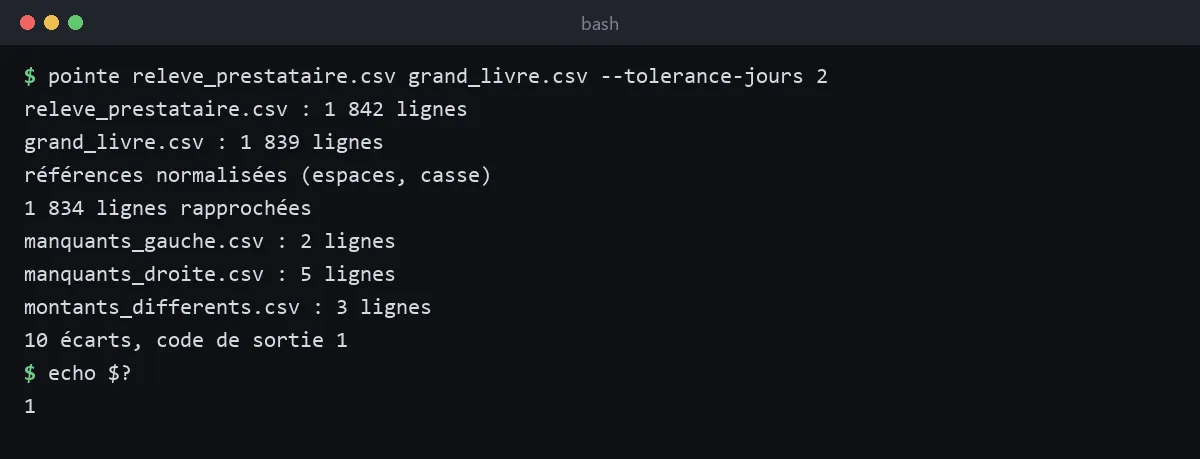 bash
$ pointe releve_prestataire.csv grand_livre.csv --tolerance-jours 2
releve_prestataire.csv : 1 842 lignes
grand_livre.csv : 1 839 lignes
références normalisées (espaces, casse)
1 834 lignes rapprochées
manquants_gauche.csv : 2 lignes
manquants_droite.csv : 5 lignes
montants_differents.csv : 3 lignes
10 écarts, code de sortie 1
$ echo $?
1